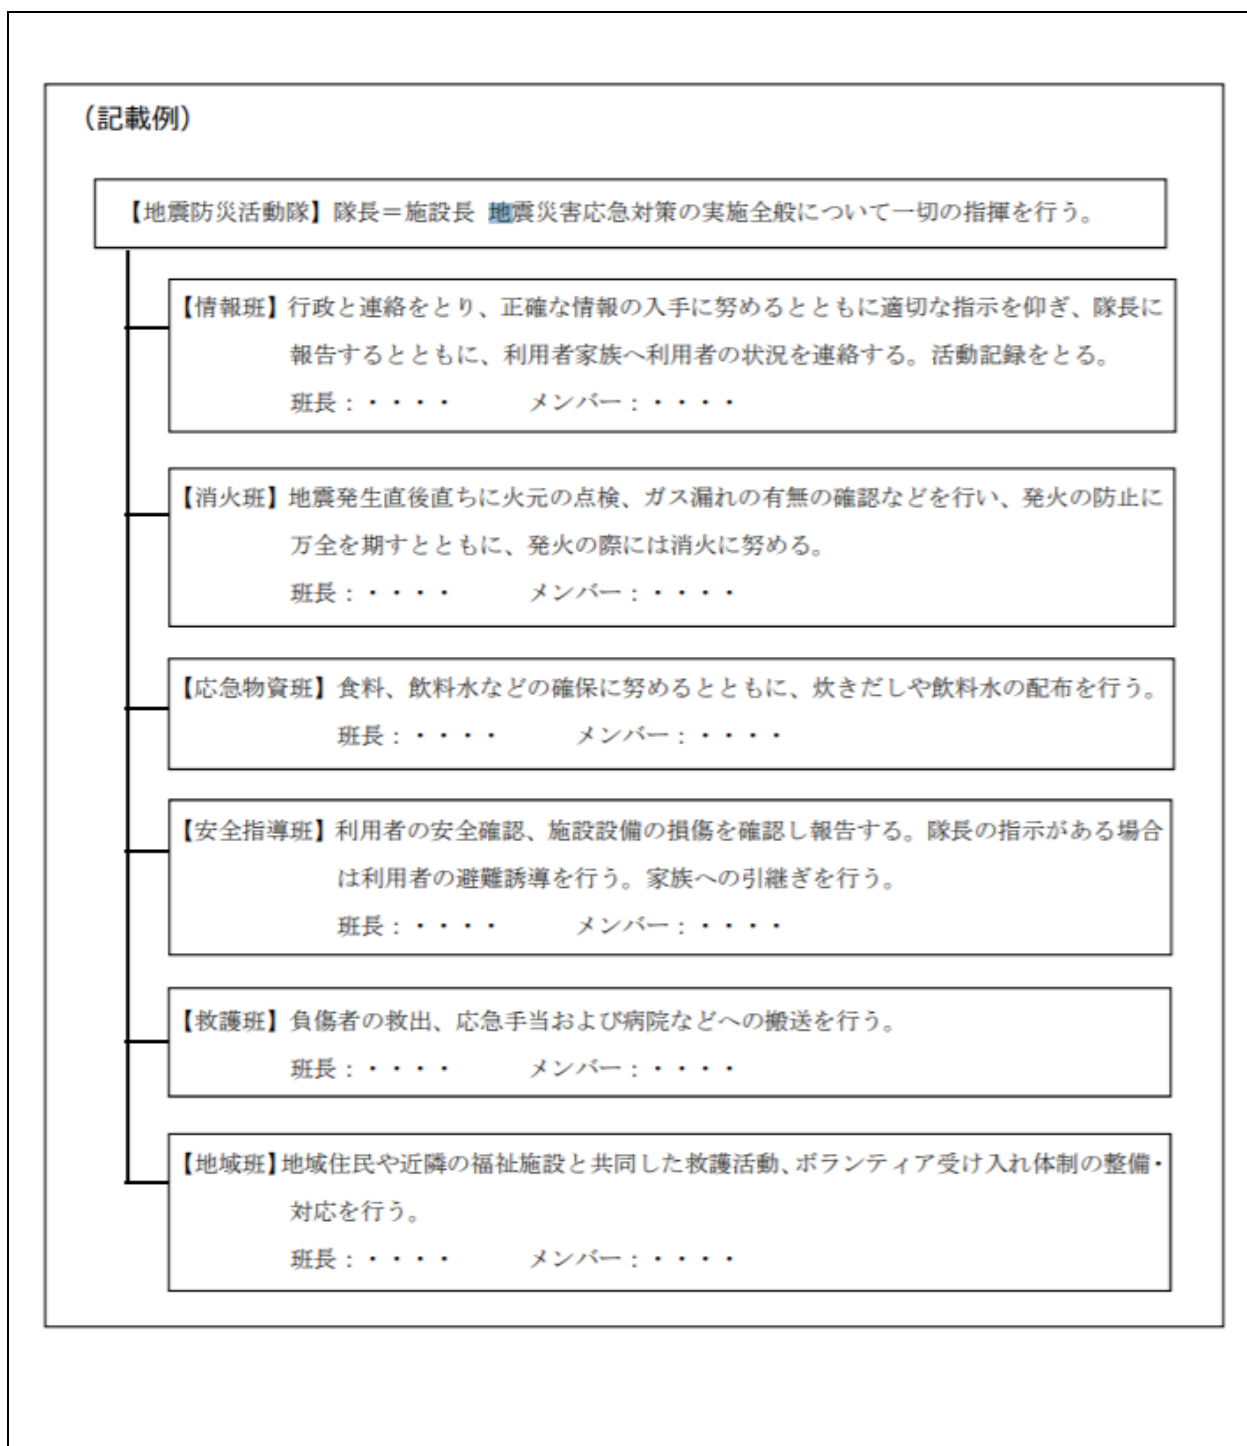 （記載例）
【地震防災活動隊】隊長＝施設長 地震災害応急対策の実施全般について一切の指揮を行う。
【情報班】行政と連絡をとり、正確な情報の入手に努めるとともに適切な指示を仰ぎ、隊長に
報告するとともに、利用者家族へ利用者の状況を連絡する。活動記録をとる。
班長：・・・・ メンバー：・・・・
【消火班】地震発生直後直ちに火元の点検、ガス漏れの有無の確認などを行い、発火の防止に
万全を期すとともに、発火の際には消火に努める。
班長：・・・・ メンバー：・・・・
【応急物資班】食料、飲料水などの確保に努めるとともに、炊きだしや飲料水の配布を行う。
班長：・・・・ メンバー：・・・・
【安全指導班】利用者の安全確認、施設設備の損傷を確認し報告する。隊長の指示がある場合
は利用者の避難誘導を行う。家族への引継ぎを行う。
班長：・・・・ メンバー：・・・・
【救護班】負傷者の救出、応急手当および病院などへの搬送を行う。
班長：・・・・ メンバー：・・・・
【地域班】地域住民や近隣の福祉施設と共同した救護活動、ボランティア受け入れ体制の整備・
対応を行う。
班長：・・・・ メンバー：・・・・